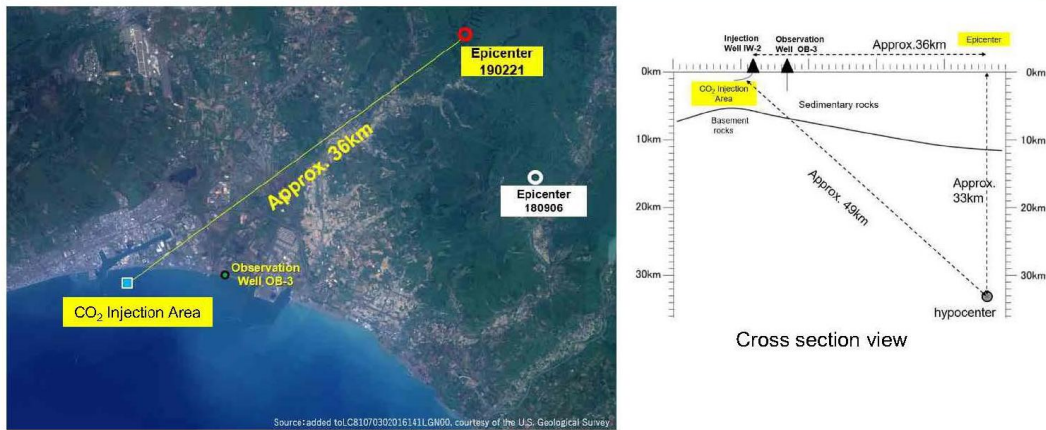 Epicenter
190221
Approx. 36km
Epicenter
180906
Observation
Well OB-3
CO₂ Injection Area
Source:added toLC81070302016141LGN00, courtesy of the U.S. Geological Survey
Injection
Well IW-2
Observation
Well OB-3
Approx.36km
Epicenter
0km
0km
CO₂ Injection
Area
Sedimentary rocks
Basement
rocks
10km
10km
Approx. 49km
Approx.
33km
20km
20km
30km
30km
hypocenter
Cross section view